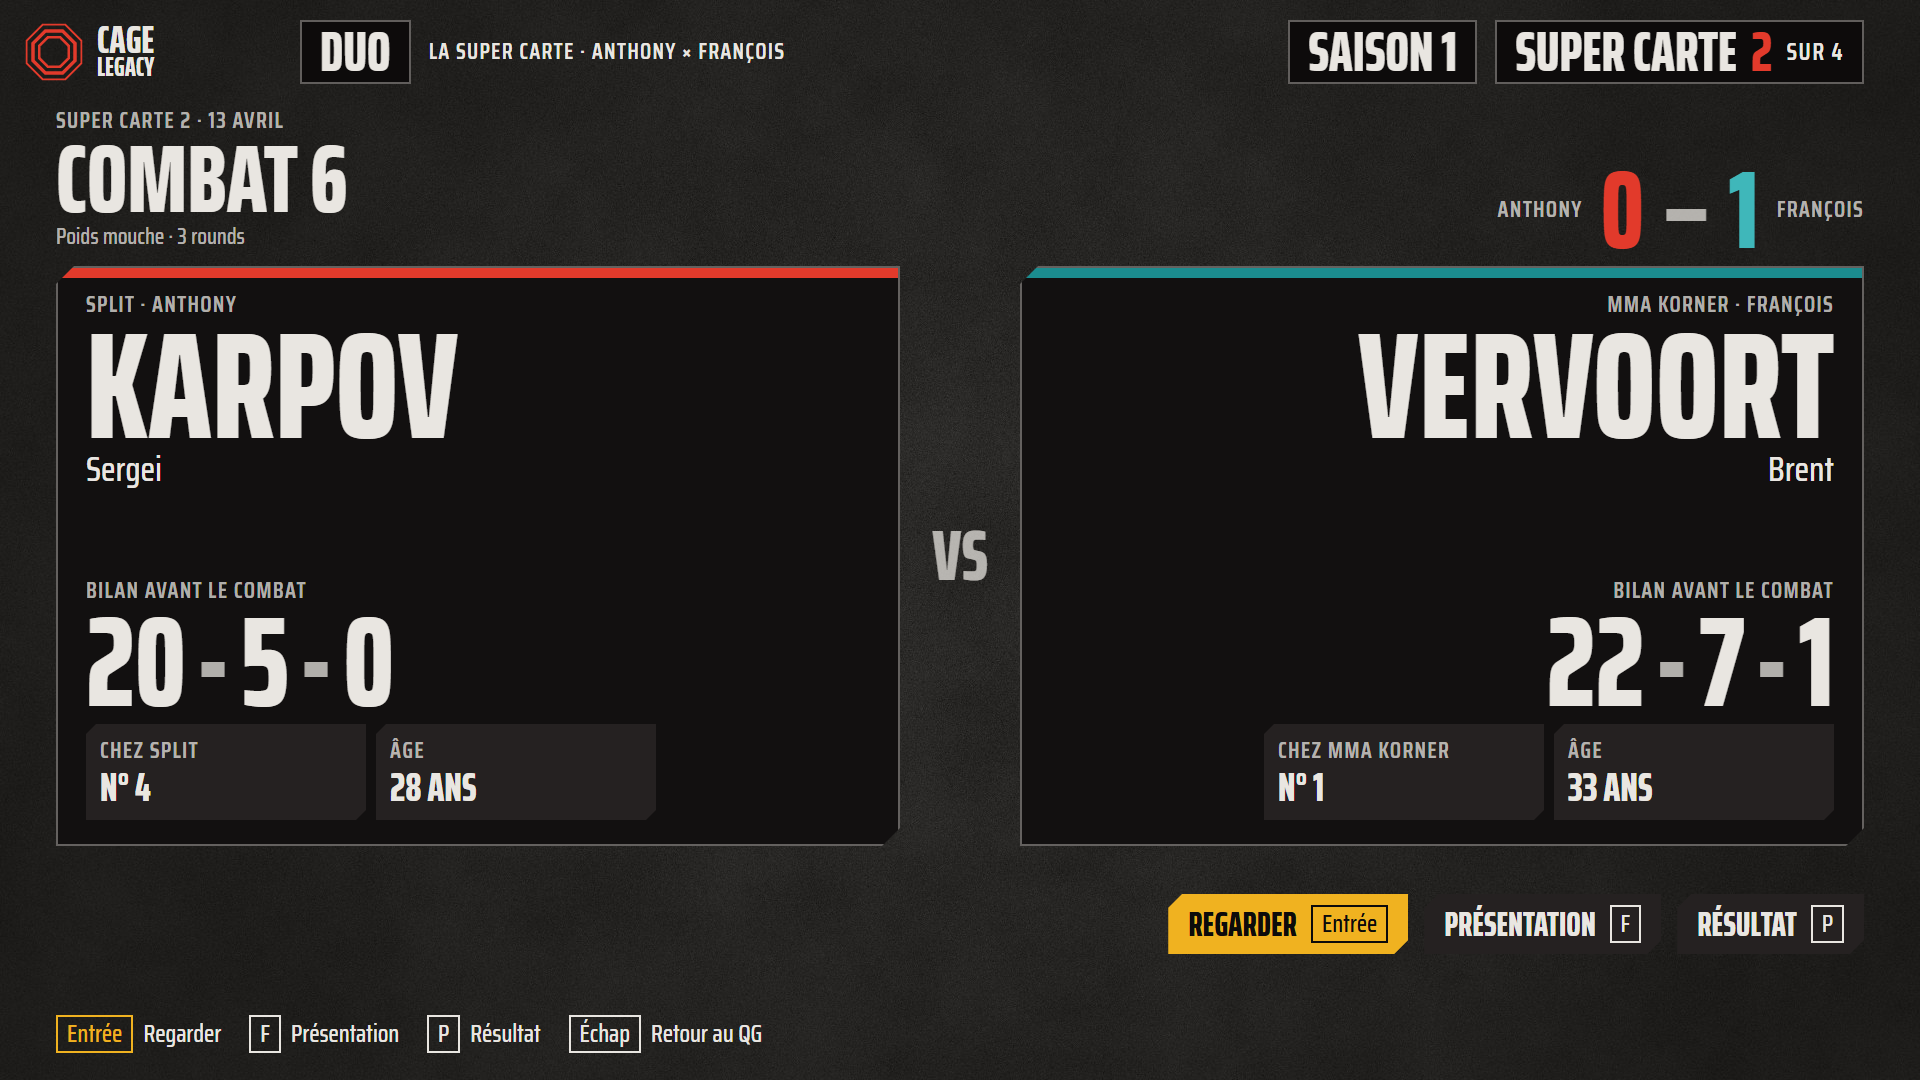 CAGE
LEGACY
DUO
LA SUPER CARTE · ANTHONY × FRANÇOIS
SAISON 1
SUPER CARTE 2 SUR 4
SUPER CARTE 2 · 13 AVRIL
COMBAT 6
Poids mouche · 3 rounds
ANTHONY 0 – 1 FRANÇOIS
SPLIT · ANTHONY
KARPOV
Sergei
BILAN AVANT LE COMBAT
20 - 5 - 0
CHEZ SPLIT
N° 4
ÂGE
28 ANS
VS
MMA KORNER · FRANÇOIS
VERVOORT
Brent
BILAN AVANT LE COMBAT
22 - 7 - 1
CHEZ MMA KORNER
N° 1
ÂGE
33 ANS
REGARDER Entrée
PRÉSENTATION F
RÉSULTAT P
Entrée Regarder F Présentation P Résultat Échap Retour au QG